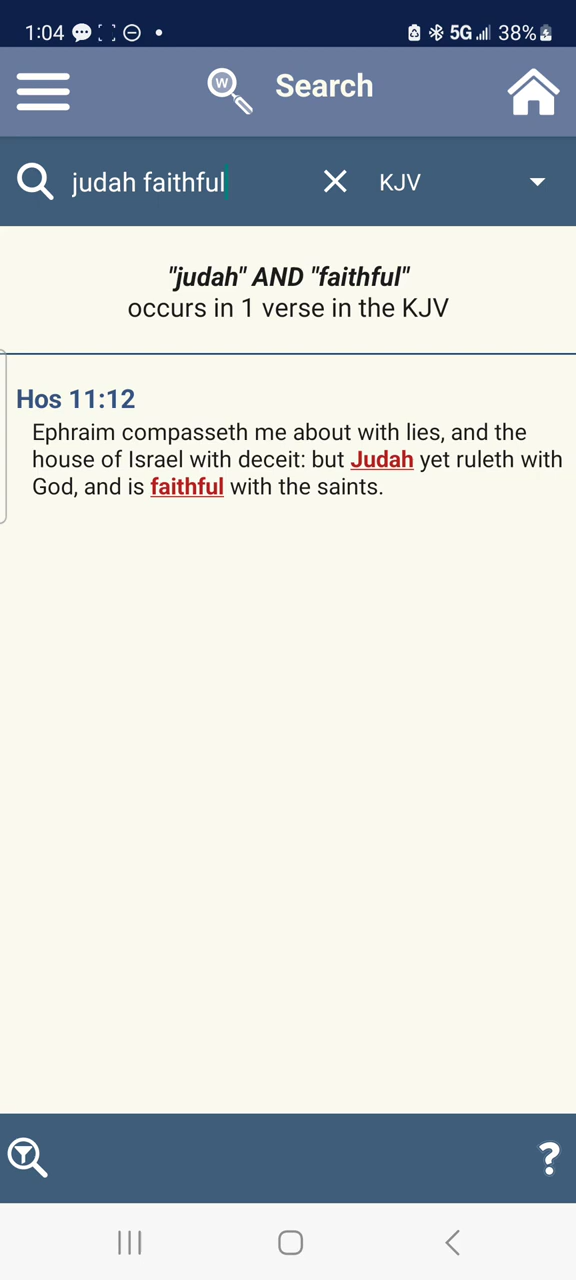 1:04
5G 38%
W Search
judah faithful KJV
"judah" AND "faithful"
occurs in 1 verse in the KJV
Hos 11:12
Ephraim compasseth me about with lies, and the
house of Israel with deceit: but Judah yet ruleth with
God, and is faithful with the saints.
?